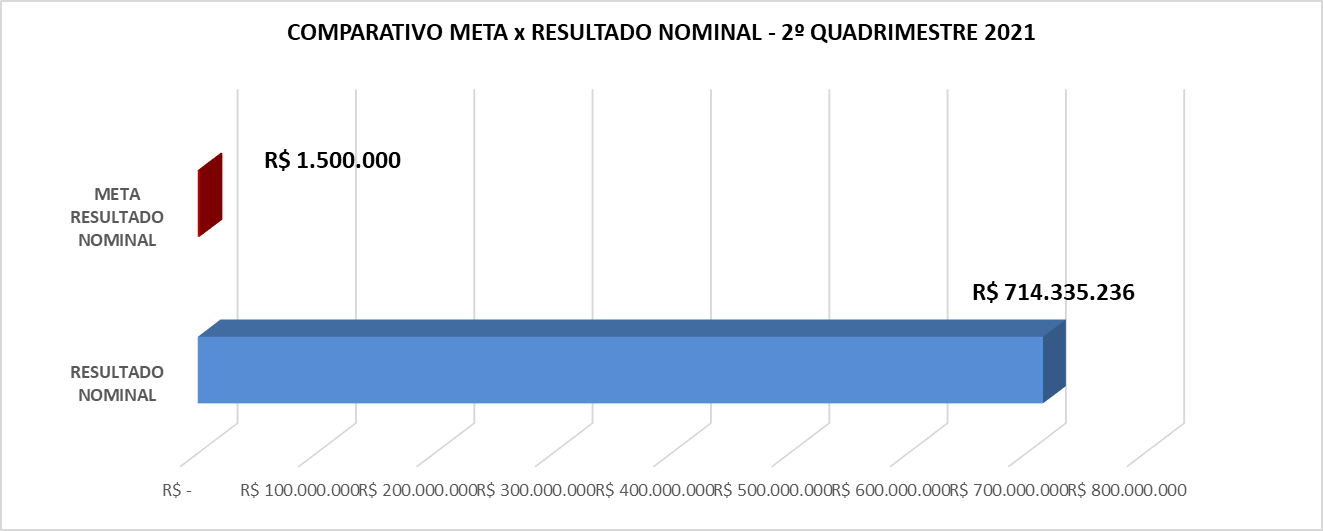 COMPARATIVO META x RESULTADO NOMINAL - 2º QUADRIMESTRE 2021
R$ 1.500.000
META
RESULTADO
NOMINAL
R$ 714.335.236
RESULTADO
NOMINAL
R$ - R$ 100.000.000 R$ 200.000.000 R$ 300.000.000 R$ 400.000.000 R$ 500.000.000 R$ 600.000.000 R$ 700.000.000 R$ 800.000.000